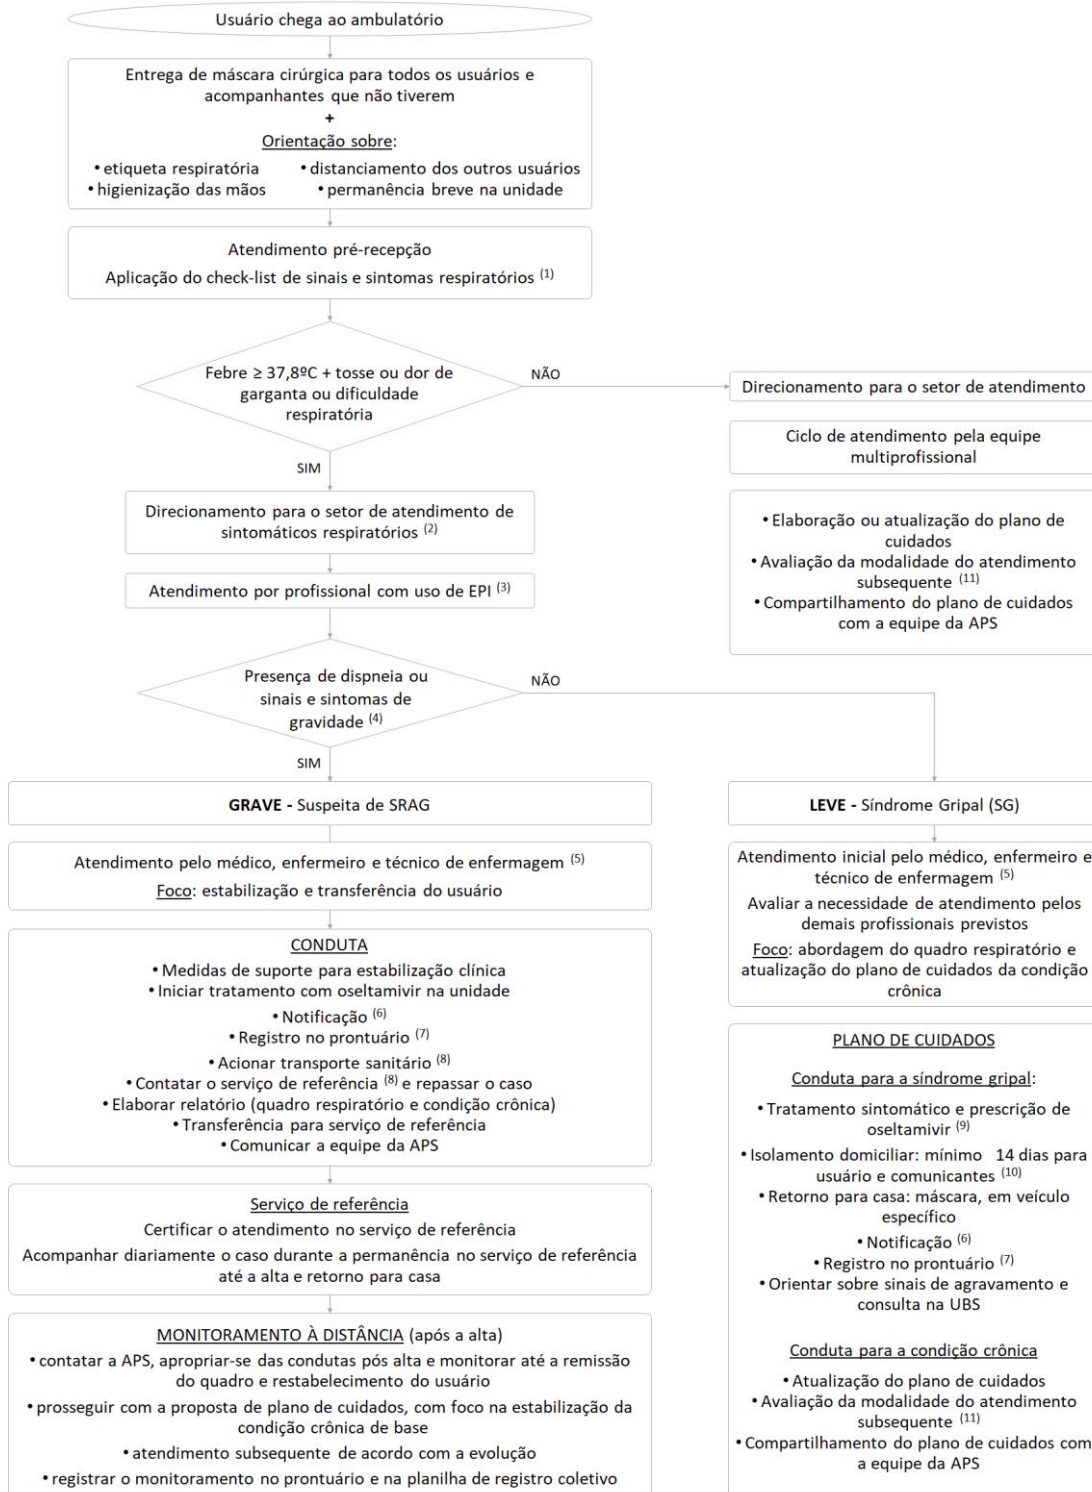 Usuário chega ao ambulatório
Entrega de máscara cirúrgica para todos os usuários e
acompanhantes que não tiverem
+
Orientação sobre:
• etiqueta respiratória • distanciamento dos outros usuários
• higienização das mãos • permanência breve na unidade
Atendimento pré-recepção
Aplicação do check-list de sinais e sintomas respiratórios (1)
Febre ≥ 37,8ºC + tosse ou dor de
garganta ou dificuldade
respiratória
NÃO
Direcionamento para o setor de atendimento
Ciclo de atendimento pela equipe
multiprofissional
• Elaboração ou atualização do plano de
cuidados
• Avaliação da modalidade do atendimento
subsequente (11)
• Compartilhamento do plano de cuidados
com a equipe da APS
SIM
Direcionamento para o setor de atendimento de
sintomáticos respiratórios (2)
Atendimento por profissional com uso de EPI (3)
Presença de dispneia ou
sinais e sintomas de
gravidade (4)
NÃO
SIM
GRAVE - Suspeita de SRAG
Atendimento pelo médico, enfermeiro e técnico de enfermagem (5)
Foco: estabilização e transferência do usuário
CONDUTA
• Medidas de suporte para estabilização clínica
• Iniciar tratamento com oseltamivir na unidade
• Notificação (6)
• Registro no prontuário (7)
• Acionar transporte sanitário (8)
• Contatar o serviço de referência (8) e repassar o caso
• Elaborar relatório (quadro respiratório e condição crônica)
• Transferência para serviço de referência
• Comunicar a equipe da APS
Serviço de referência
Certificar o atendimento no serviço de referência
Acompanhar diariamente o caso durante a permanência no serviço de referência
até a alta e retorno para casa
MONITORAMENTO À DISTÂNCIA (após a alta)
• contatar a APS, apropriar-se das condutas pós alta e monitorar até a remissão
do quadro e restabelecimento do usuário
• prosseguir com a proposta de plano de cuidados, com foco na estabilização da
condição crônica de base
• atendimento subsequente de acordo com a evolução
• registrar o monitoramento no prontuário e na planilha de registro coletivo
LEVE - Síndrome Gripal (SG)
Atendimento inicial pelo médico, enfermeiro e
técnico de enfermagem (5)
Avaliar a necessidade de atendimento pelos
demais profissionais previstos
Foco: abordagem do quadro respiratório e
atualização do plano de cuidados da condição
crônica
PLANO DE CUIDADOS
Conduta para a síndrome gripal:
• Tratamento sintomático e prescrição de
oseltamivir (9)
• Isolamento domiciliar: mínimo 14 dias para
usuário e comunicantes (10)
• Retorno para casa: máscara, em veículo
específico
• Notificação (6)
• Registro no prontuário (7)
• Orientar sobre sinais de agravamento e
consulta na UBS
Conduta para a condição crônica
• Atualização do plano de cuidados
• Avaliação da modalidade do atendimento
subsequente (11)
• Compartilhamento do plano de cuidados com
a equipe da APS